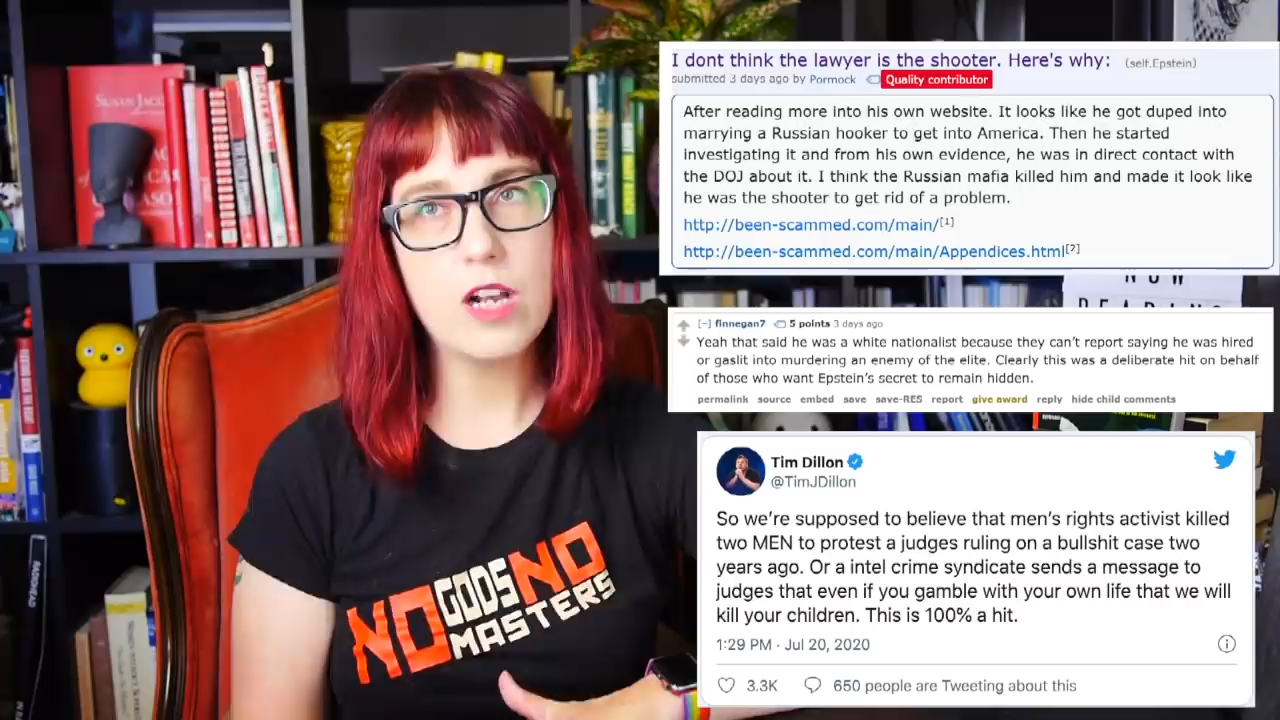 I dont think the lawyer is the shooter. Here's why: (self.Epstein)
submitted 3 days ago by Pormock Quality contributor
After reading more into his own website. It looks like he got duped into
marrying a Russian hooker to get into America. Then he started
investigating it and from his own evidence, he was in direct contact with
the DOJ about it. I think the Russian mafia killed him and made it look like
he was the shooter to get rid of a problem.
http://been-scammed.com/main/[1]
http://been-scammed.com/main/Appendices.html[2]
NOW
READING
[-] finnegan7 5 points 3 days ago
Yeah that said he was a white nationalist because they can't report saying he was hired
or gaslit into murdering an enemy of the elite. Clearly this was a deliberate hit on behalf
of those who want Epstein's secret to remain hidden.
permalink source embed save save-RES report give award reply hide child comments
Tim Dillon
@TimJDillon
So we're supposed to believe that men's rights activist killed
two MEN to protest a judges ruling on a bullshit case two
years ago. Or a intel crime syndicate sends a message to
judges that even if you gamble with your own life that we will
kill your children. This is 100% a hit.
1:29 PM · Jul 20, 2020
3.3K 650 people are Tweeting about this
SUSAN JACO
NO GODS NO
MASTERS